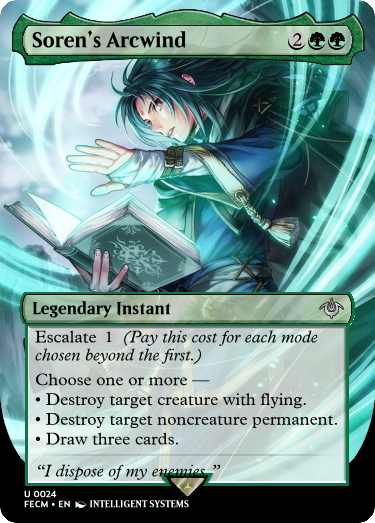 Soren's Arcwind 2
Legendary Instant
Escalate 1 (Pay this cost for each mode
chosen beyond the first.)
Choose one or more —
• Destroy target creature with flying.
• Destroy target noncreature permanent.
• Draw three cards.
“I dispose of my enemies.”
U 0024
FECM • EN INTELLIGENT SYSTEMS